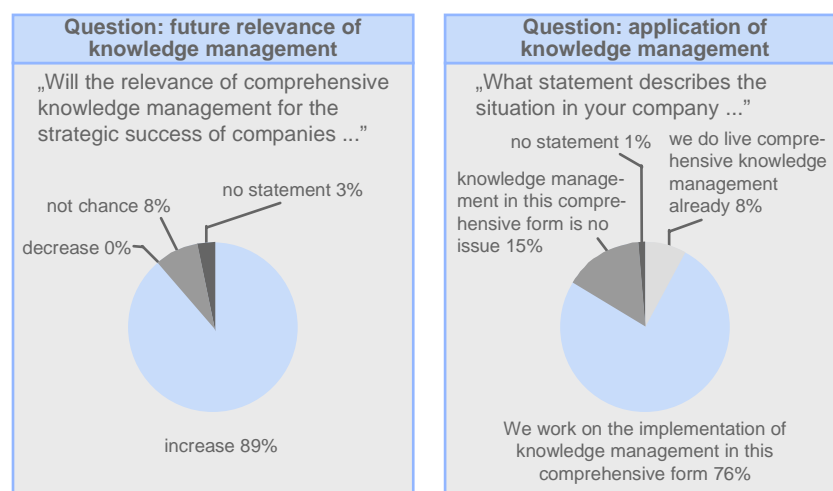 Question: future relevance of
knowledge management
„Will the relevance of comprehensive
knowledge management for the
strategic success of companies ...”
no statement 3%
not chance 8%
decrease 0%
increase 89%
Question: application of
knowledge management
„What statement describes the
situation in your company ...”
no statement 1%
we do live compre-
hensive knowledge
management
already 8%
knowledge manage-
ment in this compre-
hensive form is no
issue 15%
We work on the implementation of
knowledge management in this
comprehensive form 76%